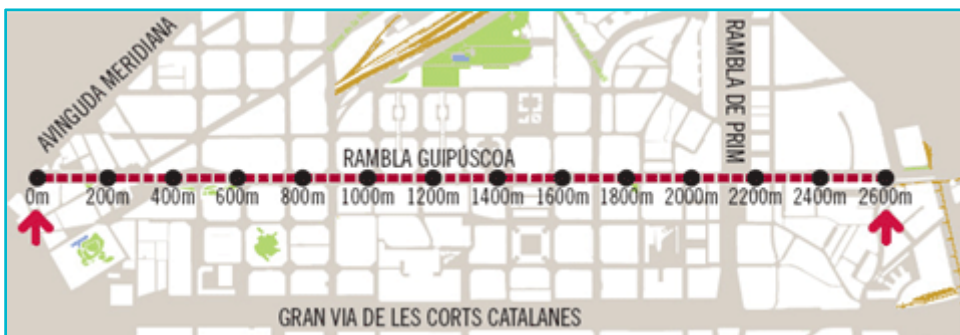 AVINGUDA MERIDIANA
RAMBLA DE PRIM
RAMBLA GUIPÚSCOA
0m 200m 400m 600m 800m 1000m 1200m 1400m 1600m 1800m 2000m 2200m 2400m 2600m
GRAN VIA DE LES CORTS CATALANES